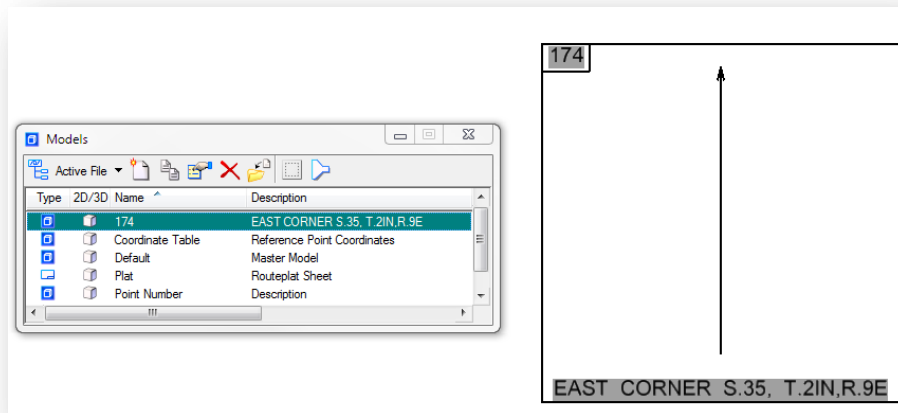 Models
Active File
Type 2D/3D Name Description
174 EAST CORNER S.35, T.2IN,R.9E
Coordinate Table Reference Point Coordinates
Default Master Model
Plat Routeplat Sheet
Point Number Description
174
EAST CORNER S.35, T.2IN,R.9E